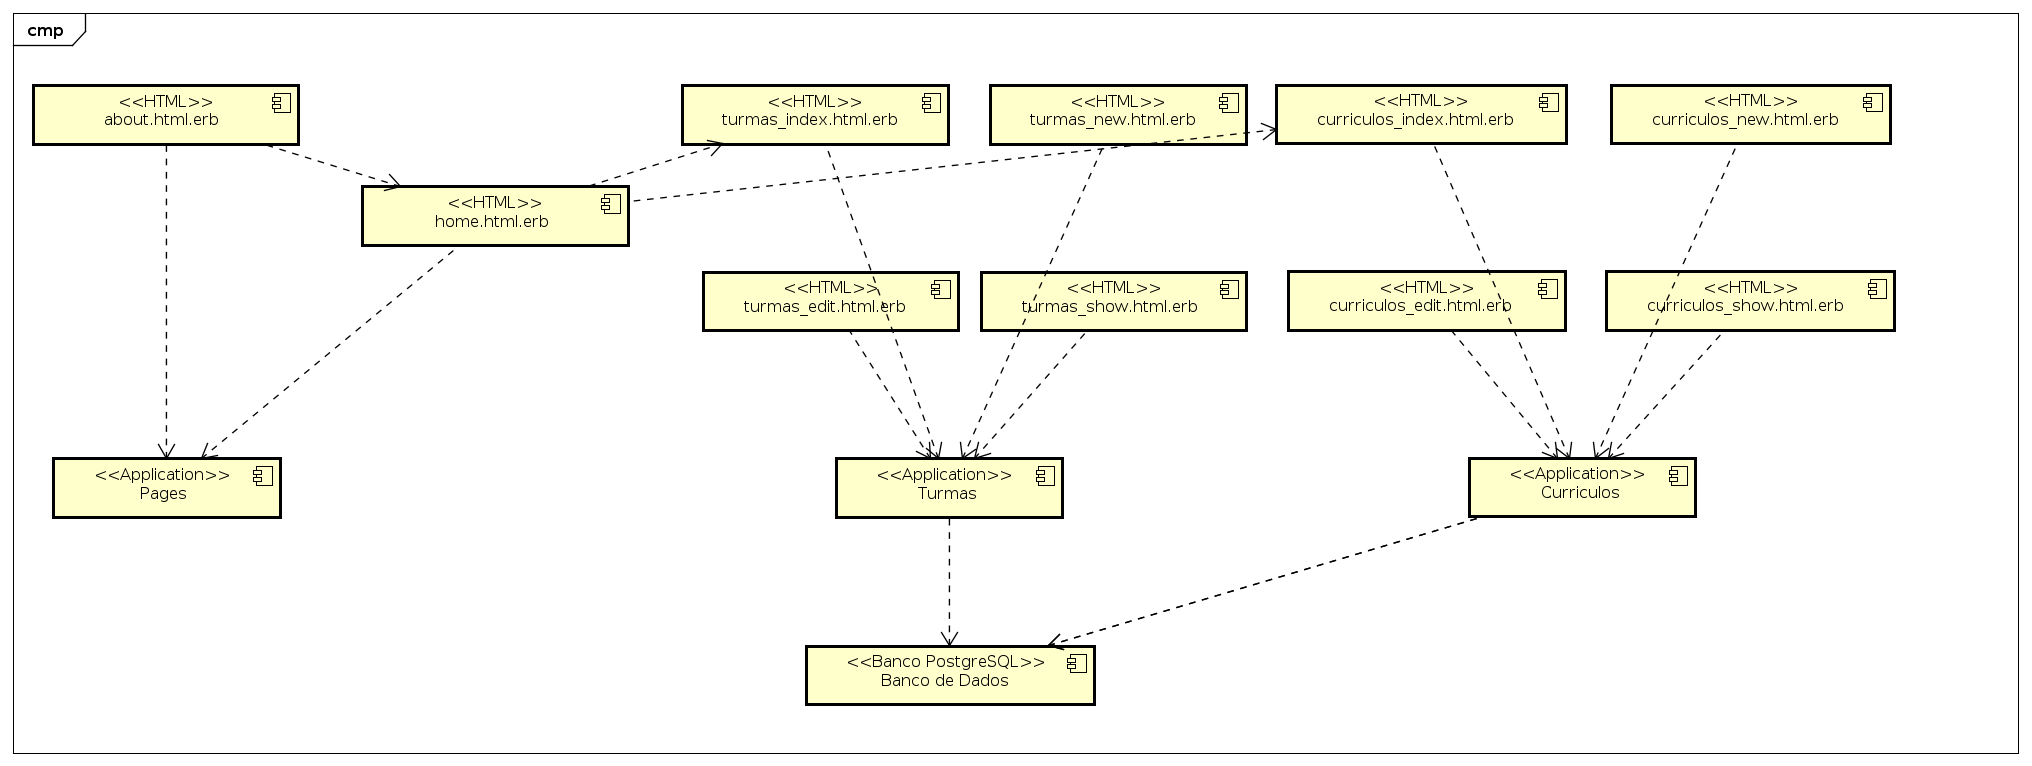 cmp
<<HTML>>
about.html.erb
<<HTML>>
turmas_index.html.erb
<<HTML>>
turmas_new.html.erb
<<HTML>>
curriculos_index.html.erb
<<HTML>>
curriculos_new.html.erb
<<HTML>>
home.html.erb
<<HTML>>
turmas_edit.html.erb
<<HTML>>
turmas_show.html.erb
<<HTML>>
curriculos_edit.html.erb
<<HTML>>
curriculos_show.html.erb
<<Application>>
Pages
<<Application>>
Turmas
<<Application>>
Curriculos
<<Banco PostgreSQL>>
Banco de Dados